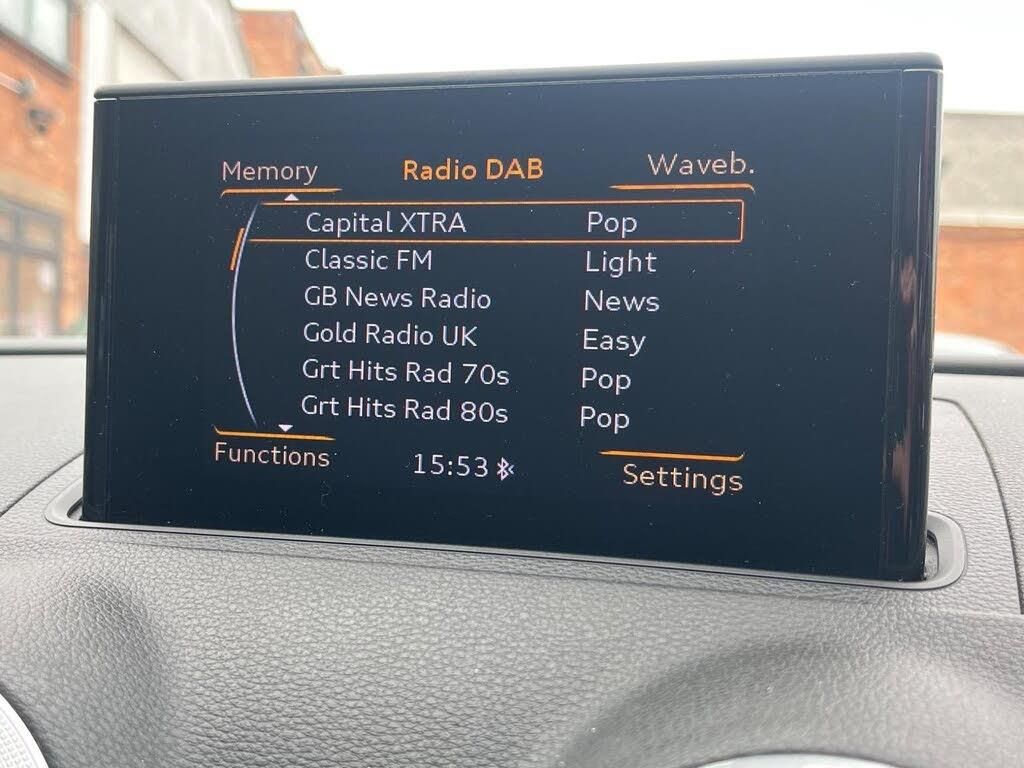 Memory Radio DAB Waveb.
Capital XTRA Pop
Classic FM Light
GB News Radio News
Gold Radio UK Easy
Grt Hits Rad 70s Pop
Grt Hits Rad 80s Pop
Functions 15:53 Settings